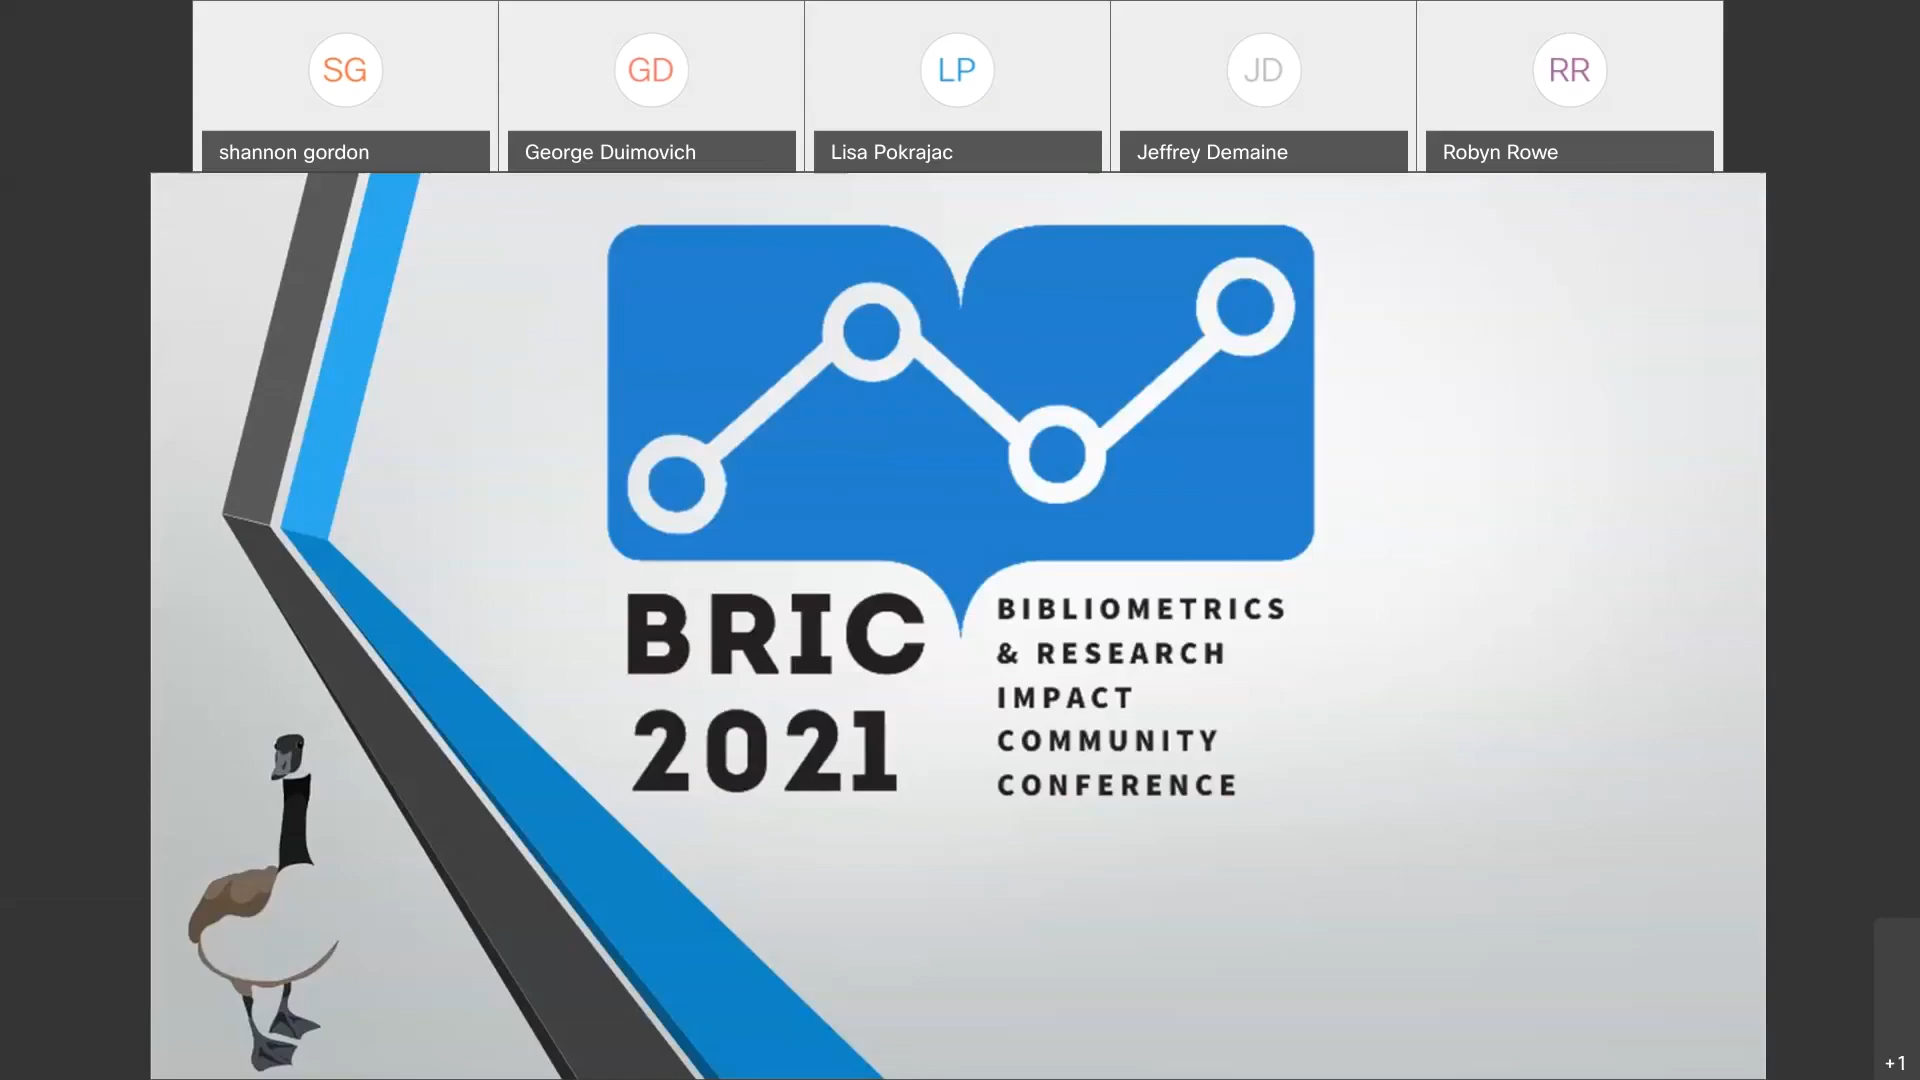 SG
GD
LP
JD
RR
shannon gordon
George Duimovich
Lisa Pokrajac
Jeffrey Demaine
Robyn Rowe
BRIC
2021
BIBLIOMETRICS
& RESEARCH
IMPACT
COMMUNITY
CONFERENCE
+1